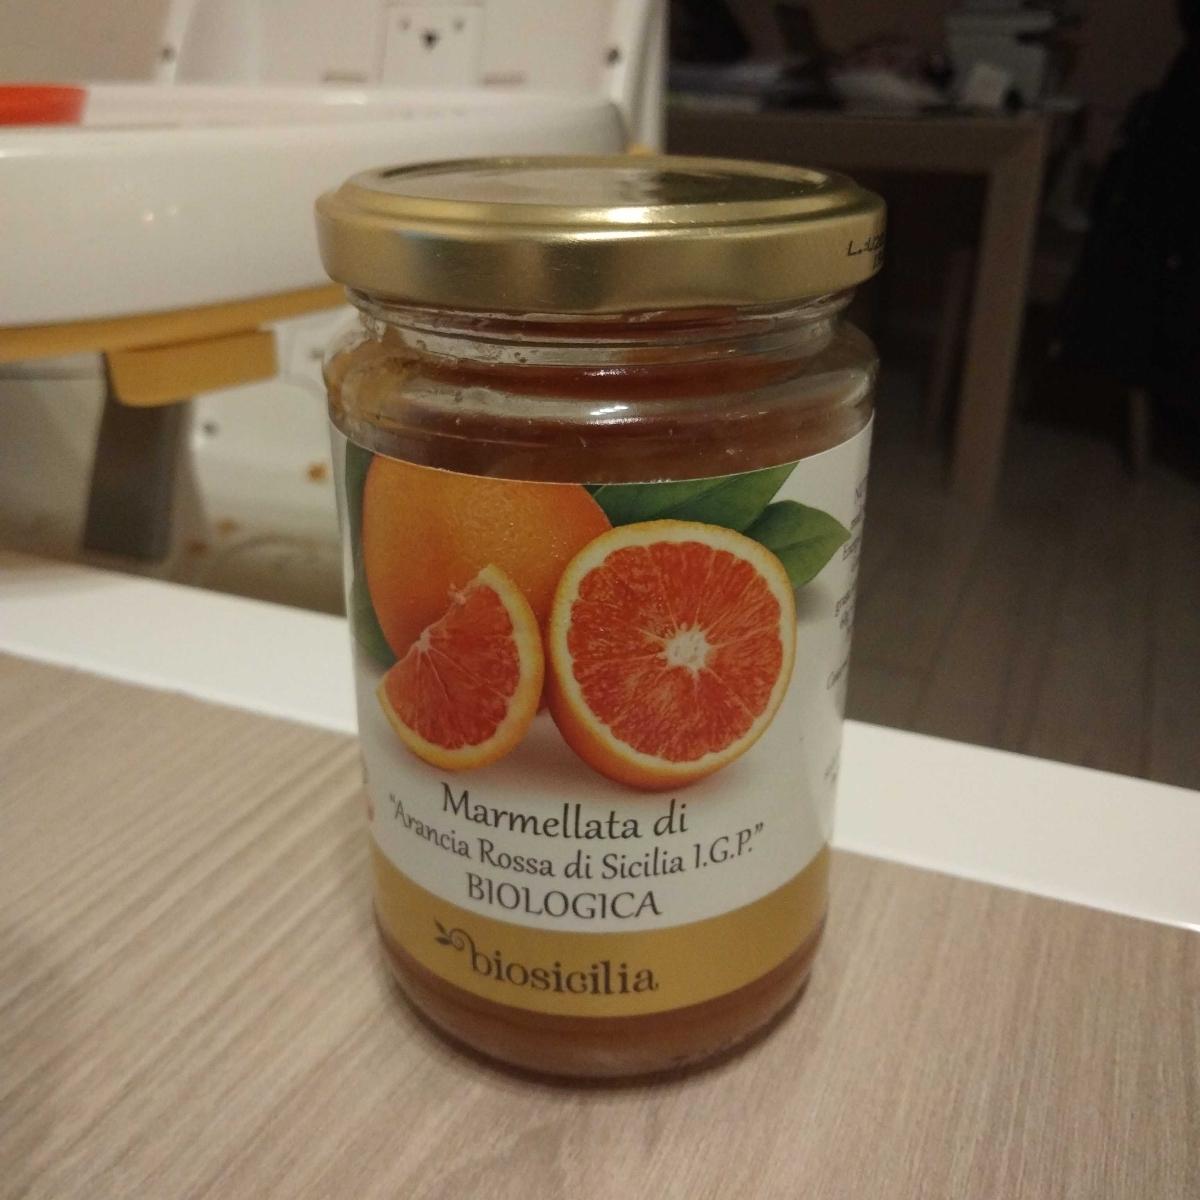 Marmellata di
"Arancia Rossa di Sicilia I.G.P."
BIOLOGICA
biosicilia